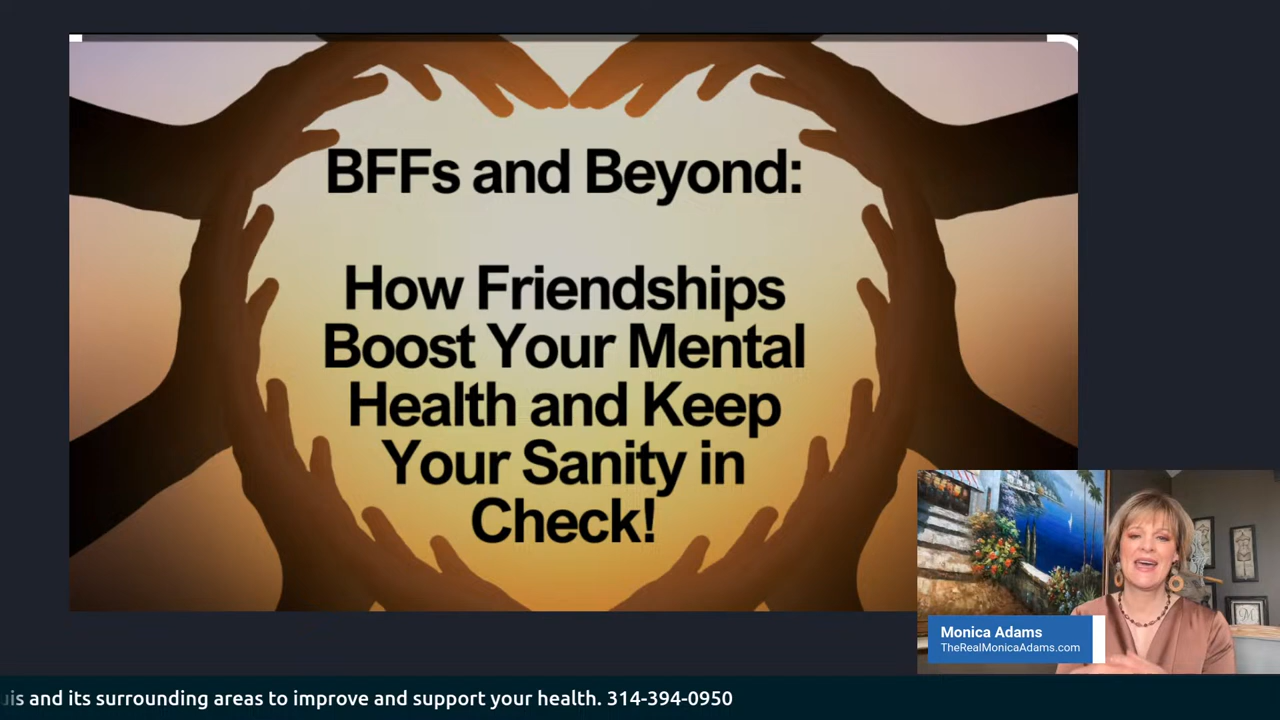 BFFs and Beyond:
How Friendships
Boost Your Mental
Health and Keep
Your Sanity in
Check!
M
Monica Adams
TheRealMonicaAdams.com
and its surrounding areas to improve and support your health. 314-394-0950